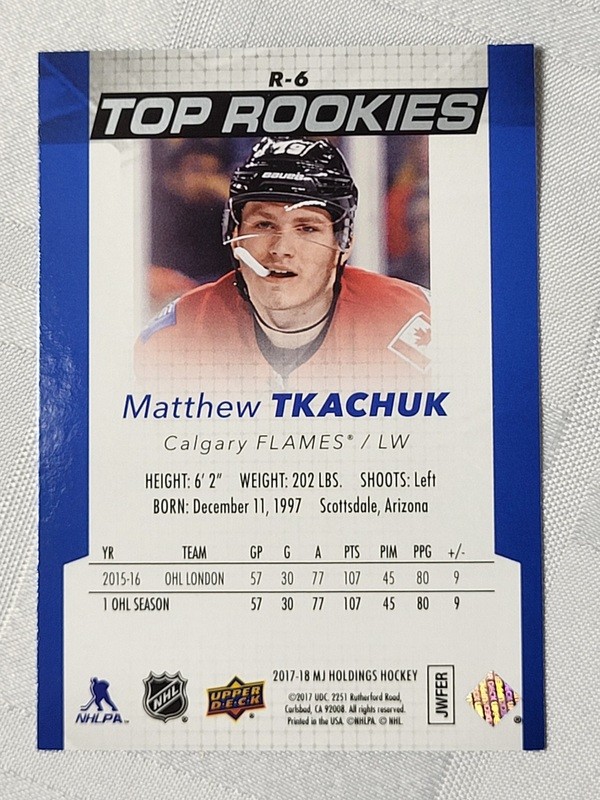 R-6
TOP ROOKIES
19
BAUER
Matthew TKACHUK
Calgary FLAMES® / LW
HEIGHT: 6' 2" WEIGHT: 202 LBS. SHOOTS: Left
BORN: December 11, 1997 Scottsdale, Arizona
YR TEAM GP G A PTS PIM PPG +/-
2015-16 OHL LONDON 57 30 77 107 45 80 9
1 OHL SEASON 57 30 77 107 45 80 9
2017-18 MJ HOLDINGS HOCKEY
©2017 UDC. 2251 Rutherford Road,
Carlsbad, CA 92008. All rights reserved.
Printed in the USA. ©NHLPA. © NHL.
NHLPA™
NHL
UPPER
DECK
JWFER